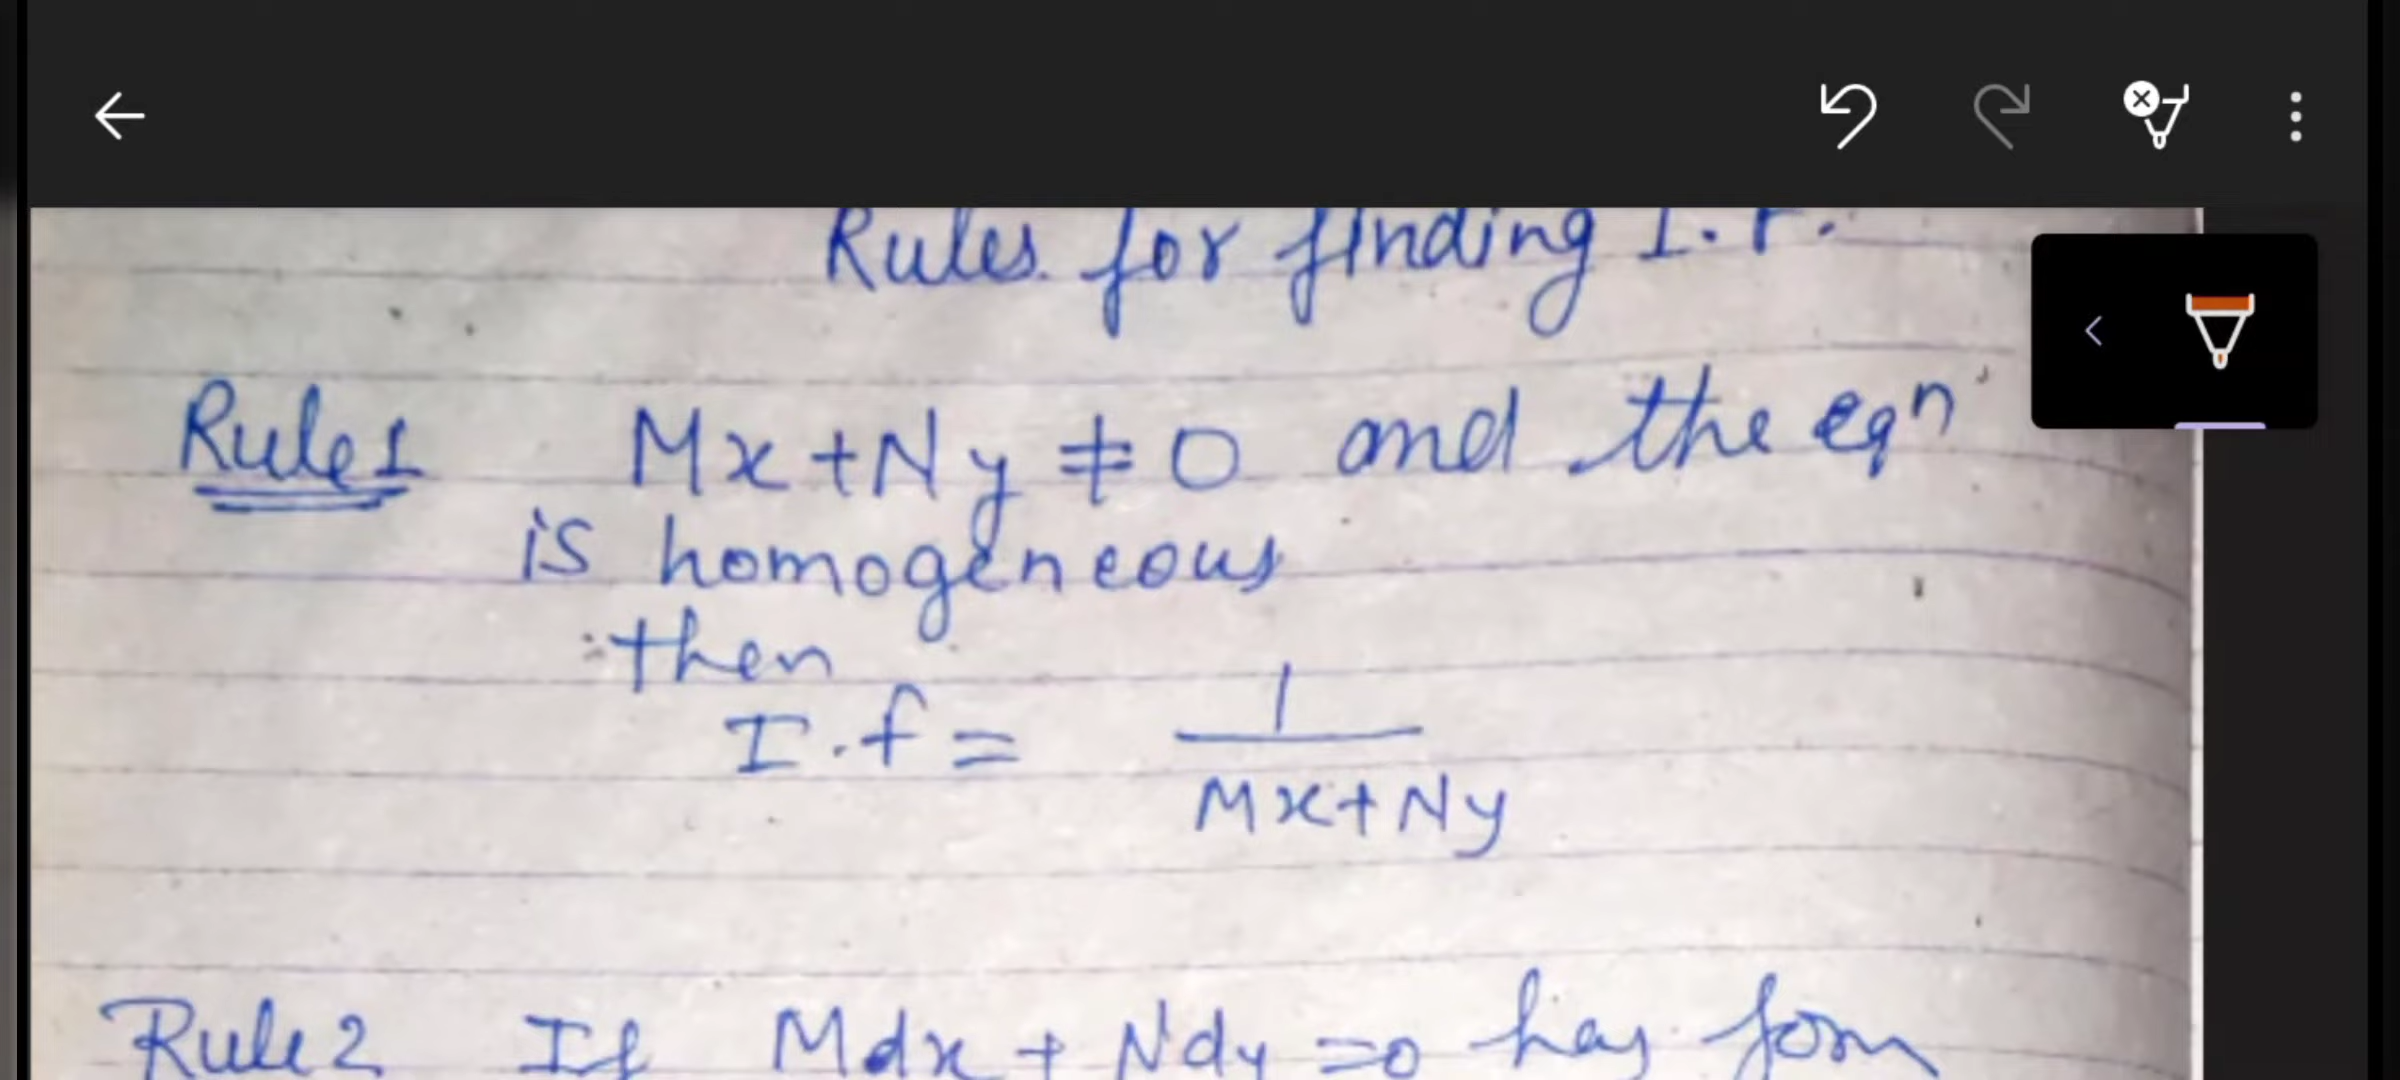 Rules for finding I.F.
Rule 1 Mx+Ny ≠ 0 and the eqn
is homogeneous
then
I.f = 1
Mx+Ny
Rule 2 If Mdx + Ndy =0 has form